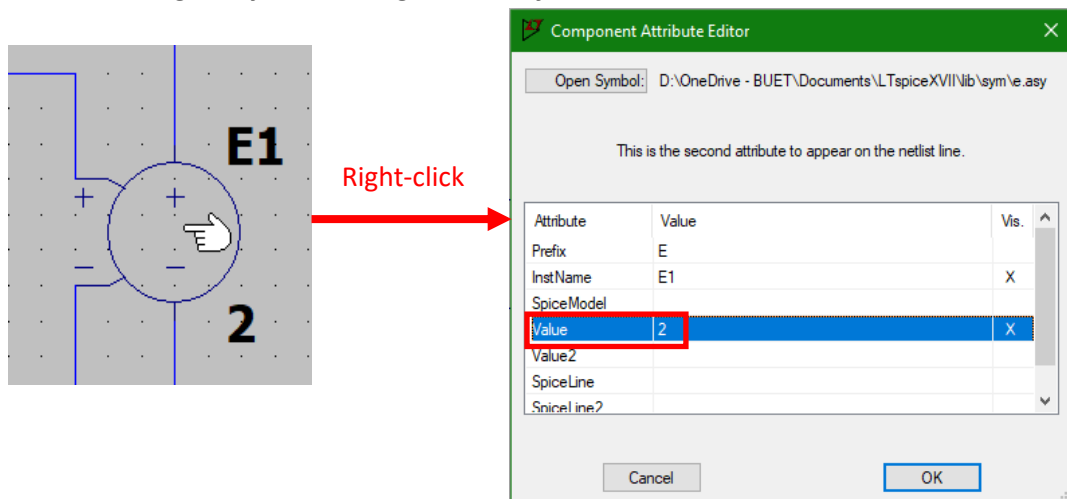 E1
+ +
− −
2
Right-click
Component Attribute Editor
Open Symbol: D:\OneDrive - BUET\Documents\LTspiceXVII\lib\sym\e.asy
This is the second attribute to appear on the netlist line.
Attribute Value Vis.
Prefix E
InstName E1 X
SpiceModel
Value 2 X
Value2
SpiceLine
SpiceLine2
Cancel OK